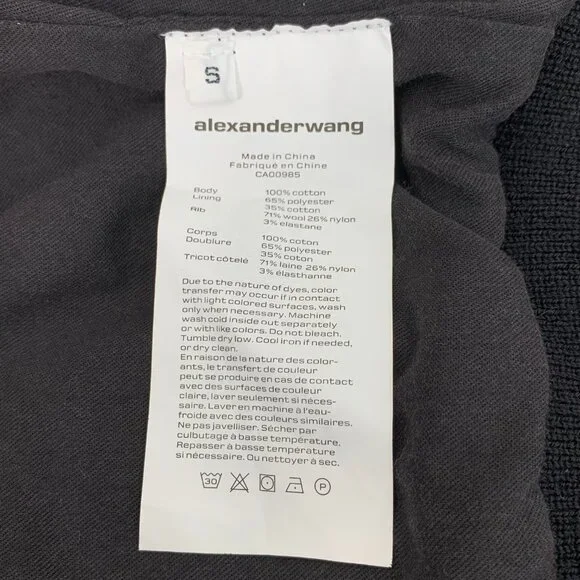 S
alexanderwang
Made in China
Fabriqué en Chine
CA00985
Body 100% cotton
Lining 65% polyester
35% cotton
Rib 71% wool 26% nylon
3% elastane
Corps 100% coton
Doublure 65% polyester
35% coton
Tricot côtelé 71% laine 26% nylon
3% élasthanne
Due to the nature of dyes, color
transfer may occur if in contact
with light colored surfaces, wash
only when necessary. Machine
wash cold inside out separately
or with like colors. Do not bleach.
Tumble dry low. Cool iron if needed,
or dry clean.
En raison de la nature des color-
ants, le transfert de couleur
peut se produire en cas de contact
avec des surfaces de couleur
claire, laver seulement si néces-
saire. Laver en machine à l'eau-
froide avec des couleurs similaires.
Ne pas javelliser. Sécher par
culbutage à basse température.
Repasser à basse température
si nécessaire. Ou nettoyer à sec.
30 P